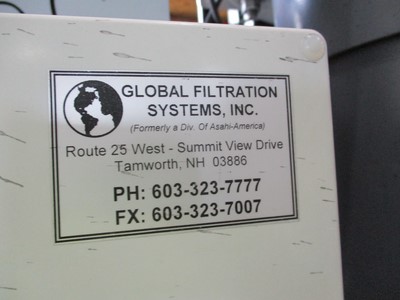 GLOBAL FILTRATION
SYSTEMS, INC.
(Formerly a Div. Of Asahi-America)
Route 25 West - Summit View Drive
Tamworth, NH 03886
PH: 603-323-7777
FX: 603-323-7007